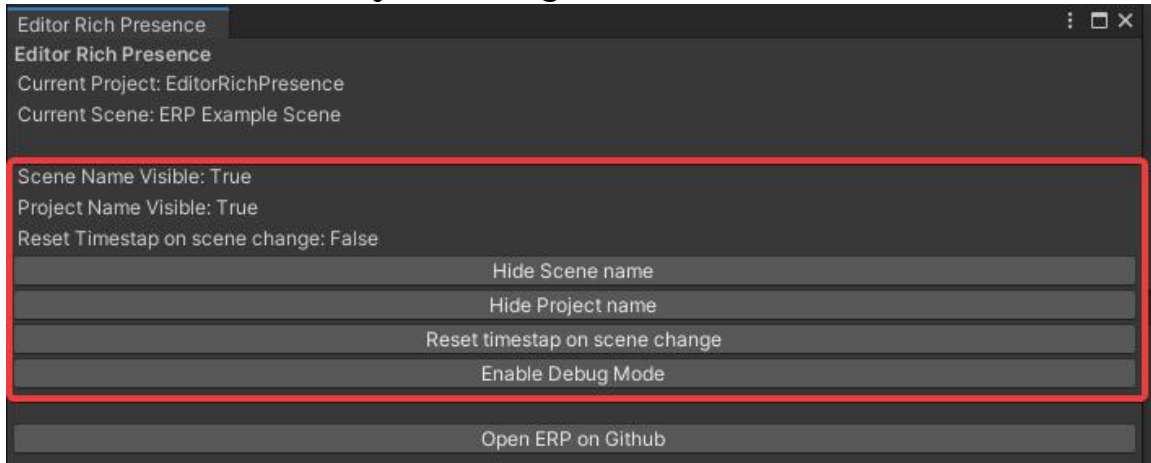 Editor Rich Presence
Editor Rich Presence
Current Project: EditorRichPresence
Current Scene: ERP Example Scene
Scene Name Visible: True
Project Name Visible: True
Reset Timestap on scene change: False
Hide Scene name
Hide Project name
Reset timestap on scene change
Enable Debug Mode
Open ERP on Github